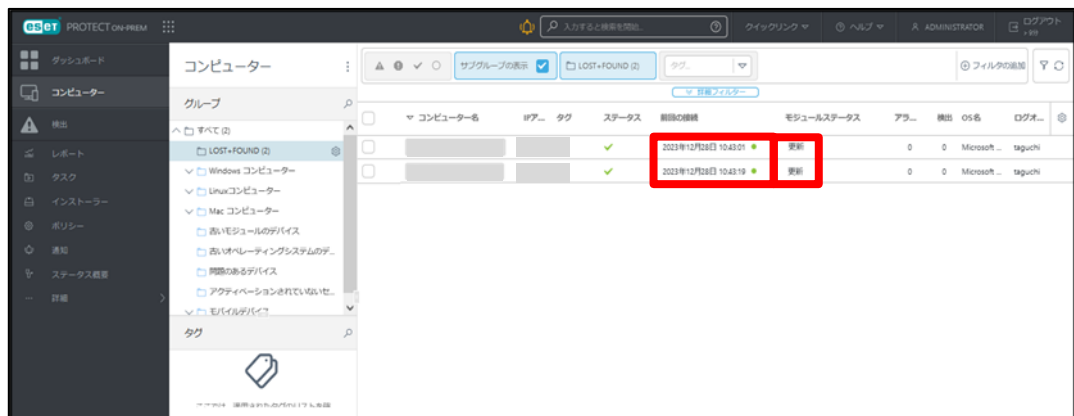 eset PROTECT ON-PREM
入力すると検索を開始...
クイックリンク
ヘルプ
ADMINISTRATOR
ログアウト
ダッシュボード
コンピューター
検出
レポート
タスク
インストーラー
ポリシー
通知
ステータス概要
詳細
コンピューター
グループ
すべて (2)
LOST+FOUND (2)
Windows コンピューター
Linuxコンピューター
Mac コンピューター
古いモジュールのデバイス
古いオペレーティングシステムのデ...
問題のあるデバイス
アクティベーションされていないセ...
モバイルデバイス
タグ
サブグループの表示
LOST+FOUND (2)
タグ...
フィルタの追加
詳細フィルター
コンピューター名 IPア... タグ ステータス 前回の接続 モジュールステータス アラ... 検出 OS名 ログオ...
2023年12月28日 10:43:01 更新 0 0 Microsoft ... taguchi
2023年12月28日 10:43:19 更新 0 0 Microsoft ... taguchi